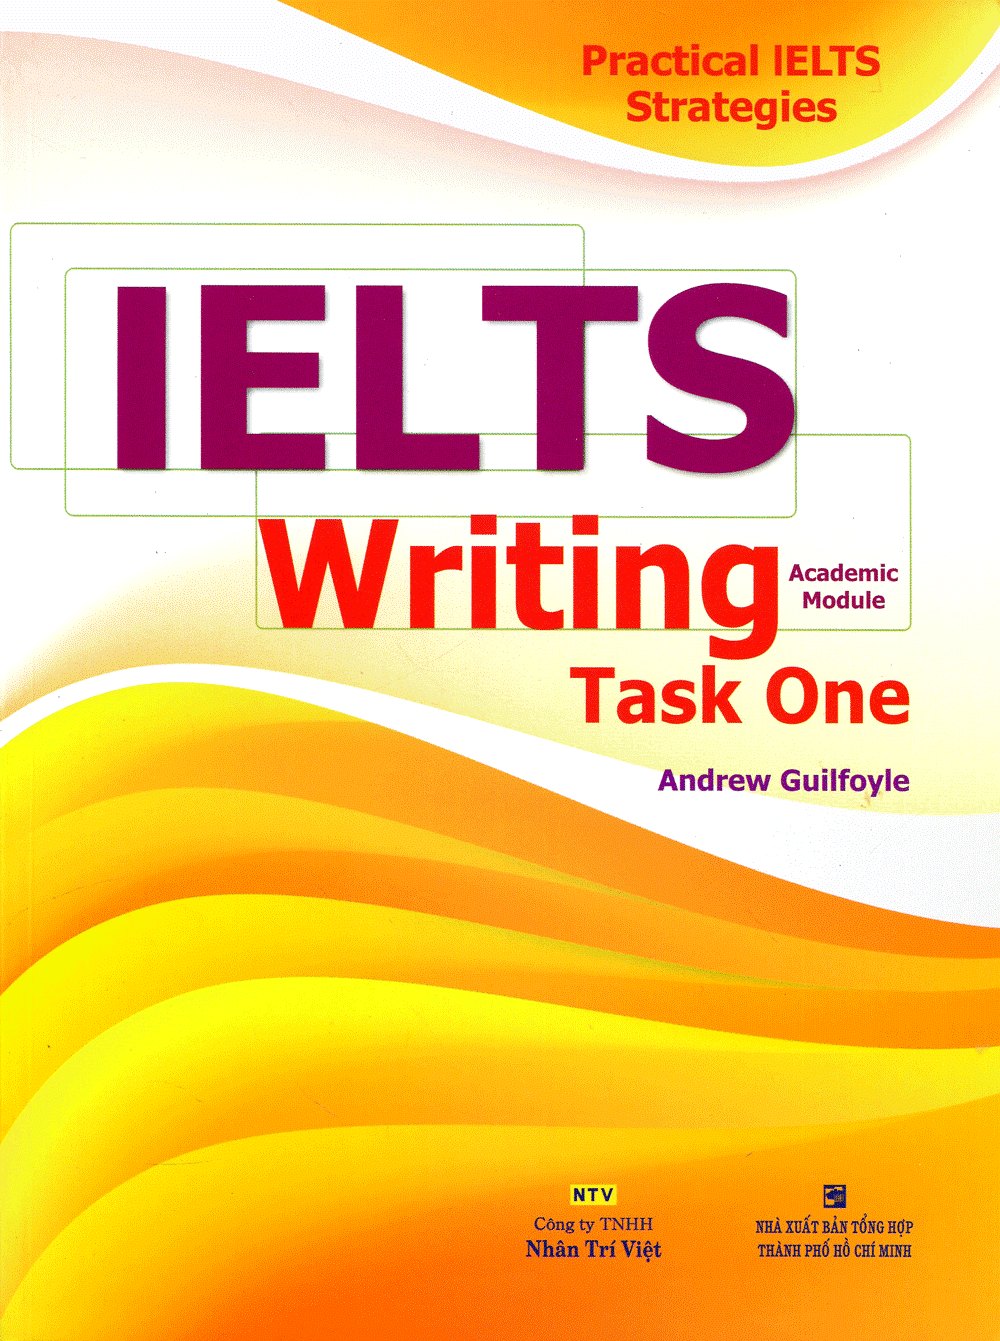 Practical IELTS
Strategies
IELTS
Writing
Academic
Module
Task One
Andrew Guilfoyle
NTV
Công ty TNHH
Nhân Trí Việt
NHÀ XUẤT BẢN TỔNG HỢP
THÀNH PHỐ HỒ CHÍ MINH